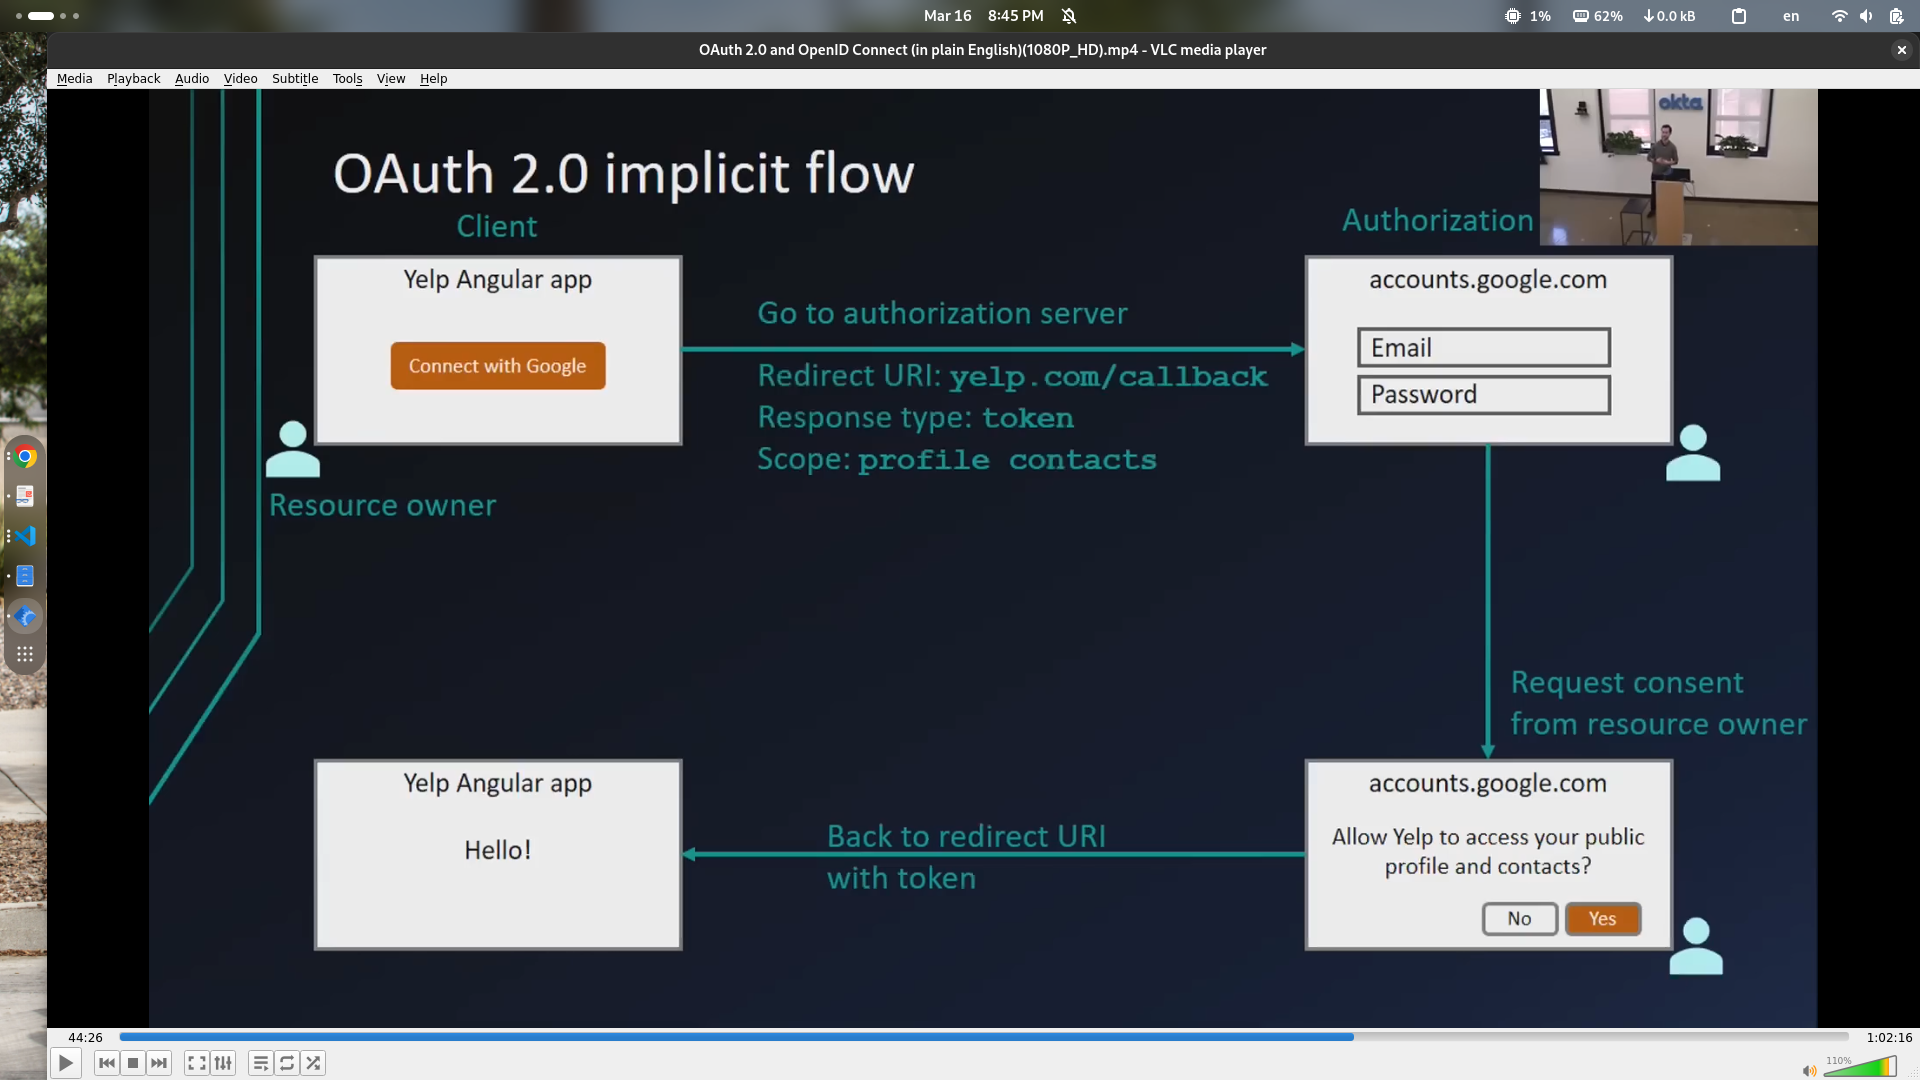 Mar 16 8:45 PM
1% 62% 0.0 kB en
OAuth 2.0 and OpenID Connect (in plain English)(1080P_HD).mp4 - VLC media player
Media Playback Audio Video Subtitle Tools View Help
okta
OAuth 2.0 implicit flow
Client
Authorization
Yelp Angular app
Connect with Google
Resource owner
Go to authorization server
Redirect URI: yelp.com/callback
Response type: token
Scope: profile contacts
accounts.google.com
Email
Password
Request consent
from resource owner
accounts.google.com
Allow Yelp to access your public
profile and contacts?
No Yes
Back to redirect URI
with token
Yelp Angular app
Hello!
44:26
1:02:16
110%